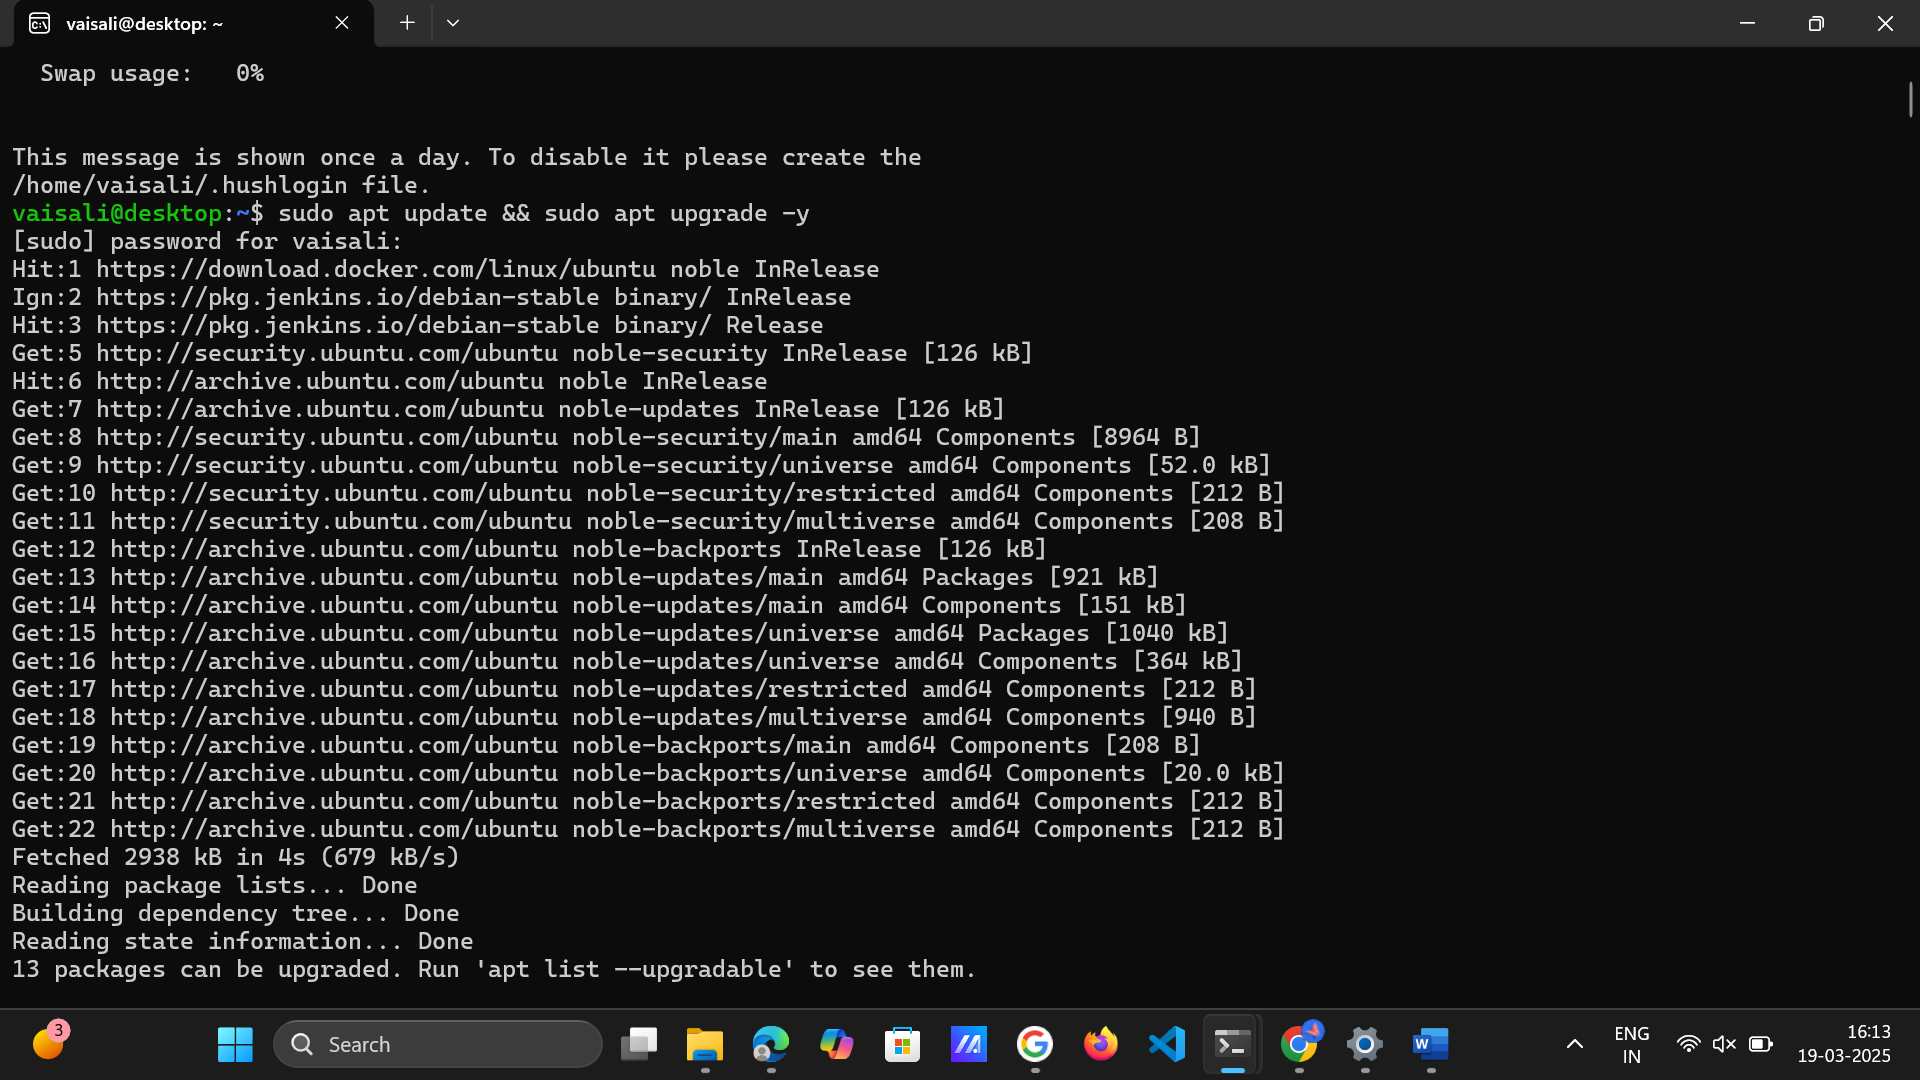 vaisali@desktop: ~
Swap usage:   0%
This message is shown once a day. To disable it please create the
/home/vaisali/.hushlogin file.
vaisali@desktop:~$ sudo apt update && sudo apt upgrade -y
[sudo] password for vaisali:
Hit:1 https://download.docker.com/linux/ubuntu noble InRelease
Ign:2 https://pkg.jenkins.io/debian-stable binary/ InRelease
Hit:3 https://pkg.jenkins.io/debian-stable binary/ Release
Get:5 http://security.ubuntu.com/ubuntu noble-security InRelease [126 kB]
Hit:6 http://archive.ubuntu.com/ubuntu noble InRelease
Get:7 http://archive.ubuntu.com/ubuntu noble-updates InRelease [126 kB]
Get:8 http://security.ubuntu.com/ubuntu noble-security/main amd64 Components [8964 B]
Get:9 http://security.ubuntu.com/ubuntu noble-security/universe amd64 Components [52.0 kB]
Get:10 http://security.ubuntu.com/ubuntu noble-security/restricted amd64 Components [212 B]
Get:11 http://security.ubuntu.com/ubuntu noble-security/multiverse amd64 Components [208 B]
Get:12 http://archive.ubuntu.com/ubuntu noble-backports InRelease [126 kB]
Get:13 http://archive.ubuntu.com/ubuntu noble-updates/main amd64 Packages [921 kB]
Get:14 http://archive.ubuntu.com/ubuntu noble-updates/main amd64 Components [151 kB]
Get:15 http://archive.ubuntu.com/ubuntu noble-updates/universe amd64 Packages [1040 kB]
Get:16 http://archive.ubuntu.com/ubuntu noble-updates/universe amd64 Components [364 kB]
Get:17 http://archive.ubuntu.com/ubuntu noble-updates/restricted amd64 Components [212 B]
Get:18 http://archive.ubuntu.com/ubuntu noble-updates/multiverse amd64 Components [940 B]
Get:19 http://archive.ubuntu.com/ubuntu noble-backports/main amd64 Components [208 B]
Get:20 http://archive.ubuntu.com/ubuntu noble-backports/universe amd64 Components [20.0 kB]
Get:21 http://archive.ubuntu.com/ubuntu noble-backports/restricted amd64 Components [212 B]
Get:22 http://archive.ubuntu.com/ubuntu noble-backports/multiverse amd64 Components [212 B]
Fetched 2938 kB in 4s (679 kB/s)
Reading package lists... Done
Building dependency tree... Done
Reading state information... Done
13 packages can be upgraded. Run 'apt list --upgradable' to see them.
3
Search
ENG
IN
16:13
19-03-2025